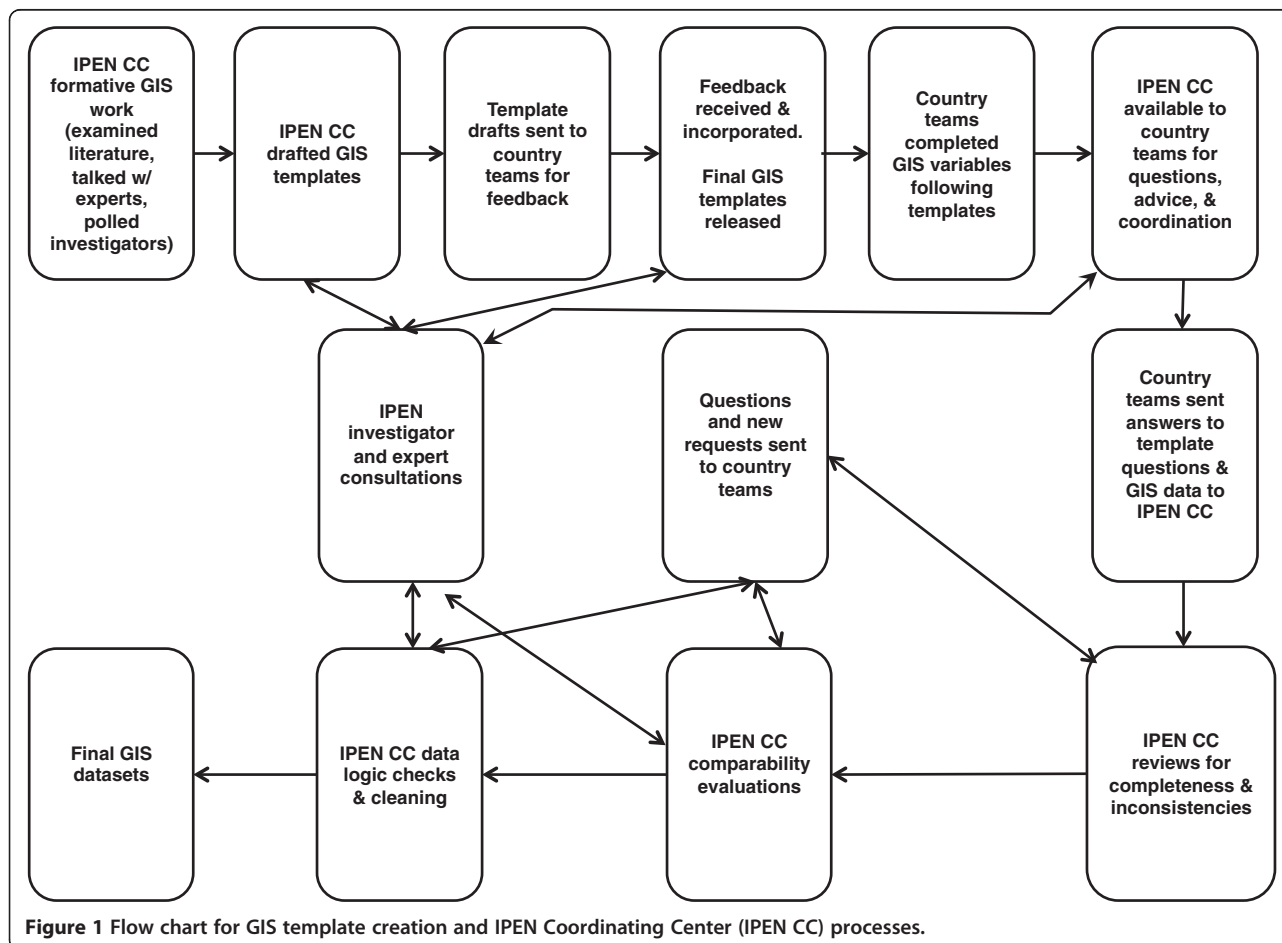 IPEN CC
formative GIS
work
(examined
literature,
talked w/
experts,
polled
investigators)
IPEN CC
drafted GIS
templates
Template
drafts sent to
country
teams for
feedback
Feedback
received &
incorporated.
Final GIS
templates
released
Country
teams
completed
GIS variables
following
templates
IPEN CC
available to
country
teams for
questions,
advice, &
coordination
IPEN
investigator
and expert
consultations
Questions
and new
requests sent
to country
teams
Country
teams sent
answers to
template
questions &
GIS data to
IPEN CC
Final GIS
datasets
IPEN CC data
logic checks
& cleaning
IPEN CC
comparability
evaluations
IPEN CC
reviews for
completeness &
inconsistencies
Figure 1 Flow chart for GIS template creation and IPEN Coordinating Center (IPEN CC) processes.